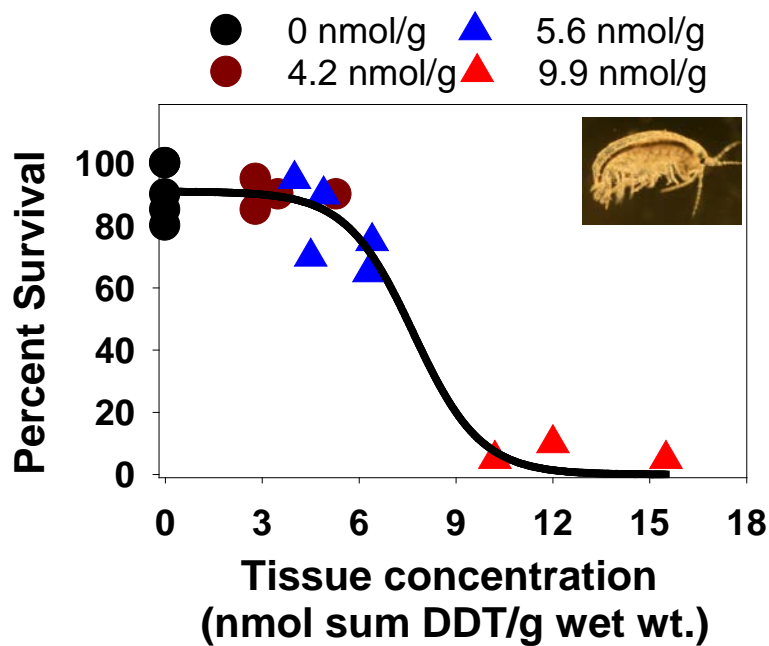 0 nmol/g 5.6 nmol/g
4.2 nmol/g 9.9 nmol/g
100
80
60
40
20
0
Percent Survival
0 3 6 9 12 15 18
Tissue concentration
(nmol sum DDT/g wet wt.)